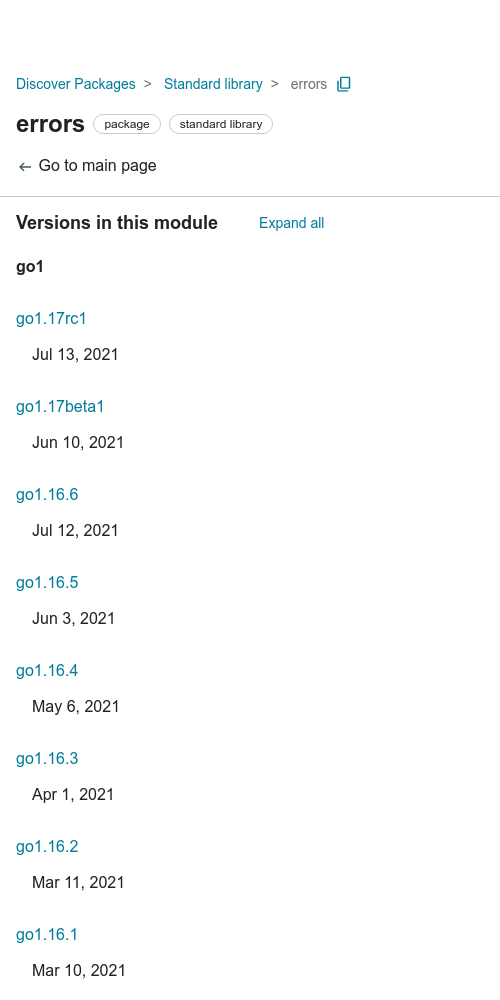 Discover Packages > Standard library > errors
errors package standard library
← Go to main page
Versions in this module Expand all
go1
go1.17rc1
Jul 13, 2021
go1.17beta1
Jun 10, 2021
go1.16.6
Jul 12, 2021
go1.16.5
Jun 3, 2021
go1.16.4
May 6, 2021
go1.16.3
Apr 1, 2021
go1.16.2
Mar 11, 2021
go1.16.1
Mar 10, 2021